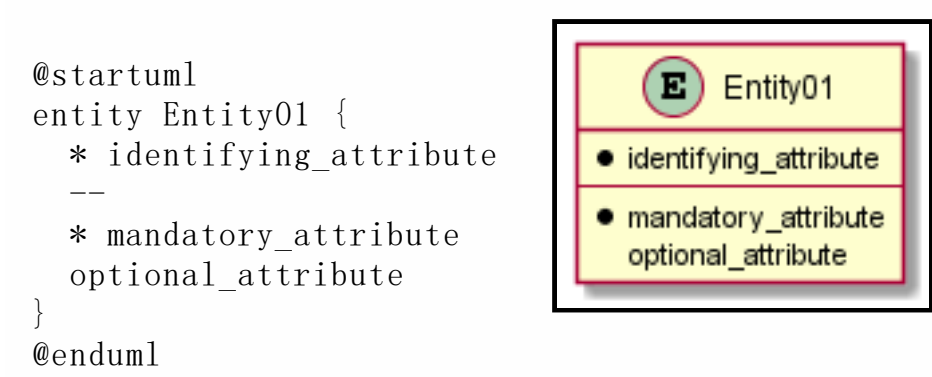 @startuml
entity Entity01 {
* identifying_attribute
--
* mandatory_attribute
optional_attribute
}
@enduml
E Entity01
● identifying_attribute
● mandatory_attribute
optional_attribute